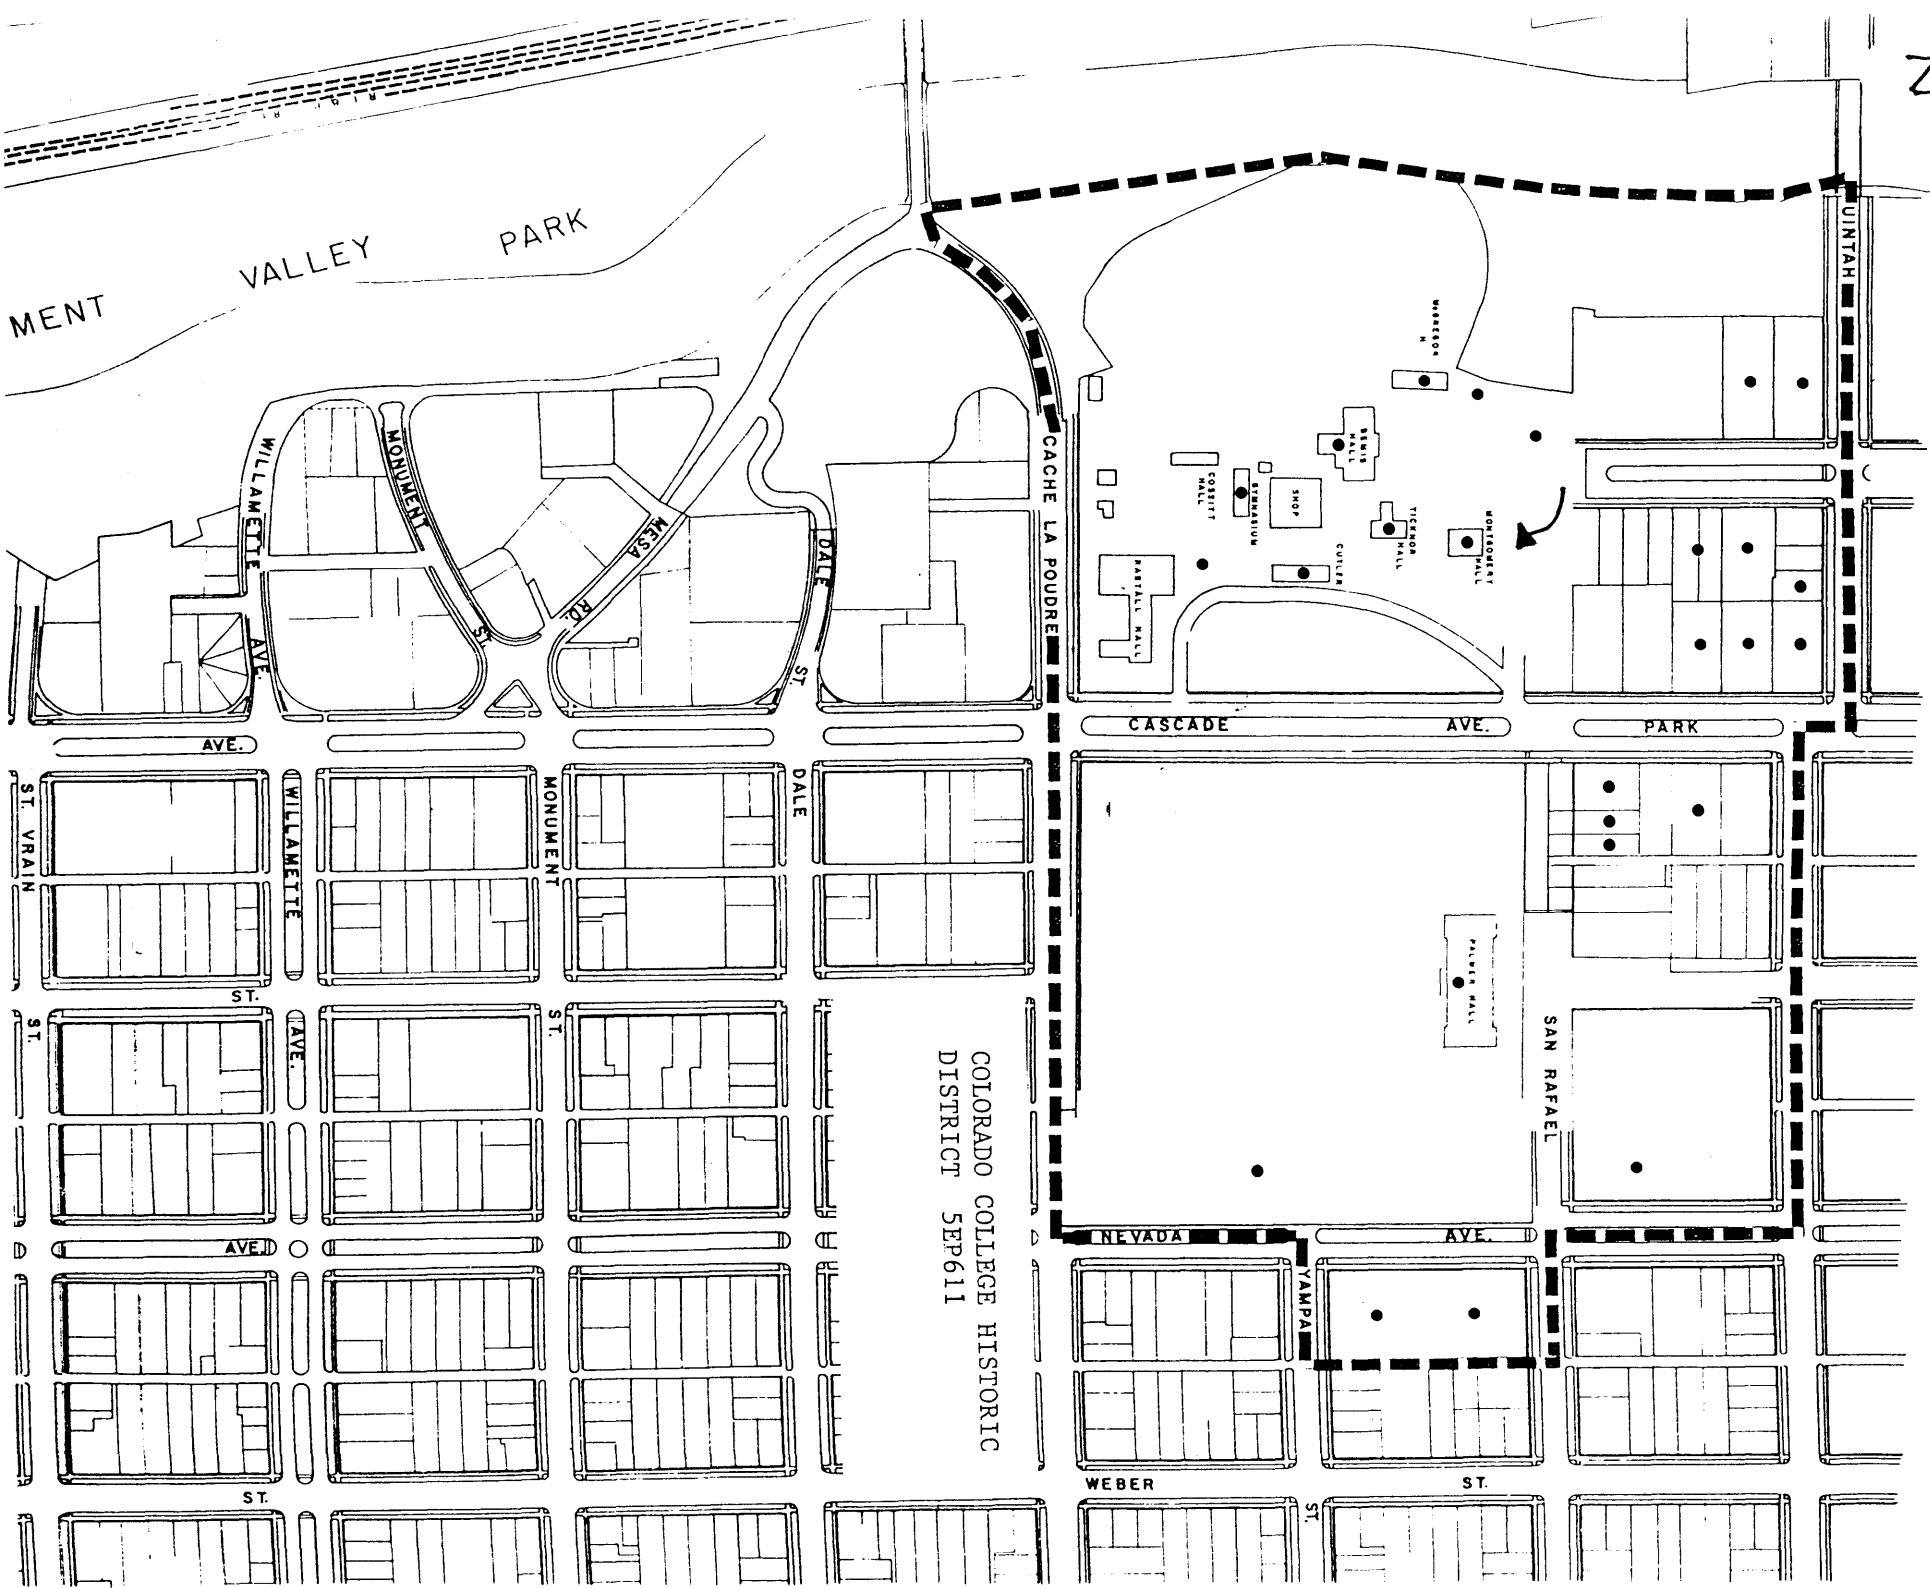 Z
MENT VALLEY PARK
UINTAH
MCGREGOR
H
BEMIS
HALL
COSSITT
HALL
GYMNASIUM
SHOP
TICKNOR
HALL
MONTGOMERY
HALL
CUTLER
RASTALL HALL
CACHE LA POUDRE
WILLAMETTE AVE.
MONUMENT ST.
MESA RD.
DALE ST.
AVE.
CASCADE AVE.
PARK
ST. VRAIN ST.
WILLAMETTE AVE.
MONUMENT ST.
DALE
PALMER HALL
SAN RAFAEL
ST.
COLORADO COLLEGE HISTORIC
DISTRICT 5EP611
AVE.
NEVADA AVE.
YAMPA ST.
ST.
WEBER ST.